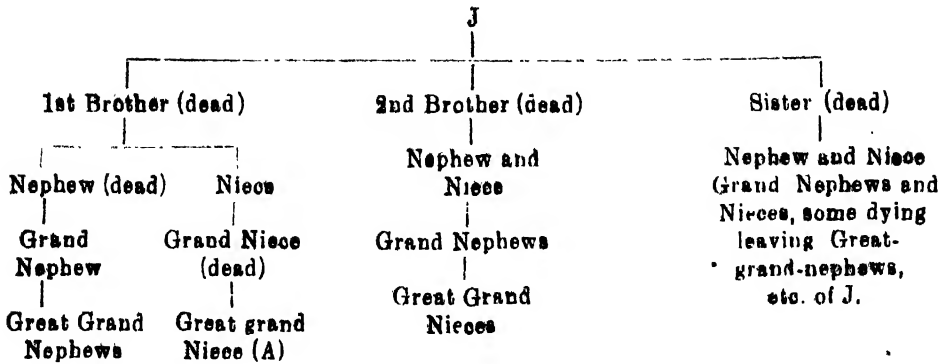 J
1st Brother (dead)
2nd Brother (dead)
Sister (dead)
Nephew (dead)
Niece
Nephew and
Niece
Nephew and Niece
Grand Nephews and
Nieces, some dying
leaving Great-
grand-nephews,
etc. of J.
Grand
Nephew
Grand Niece
(dead)
Grand Nephews
Great Grand
Nephews
Great grand
Niece (A)
Great Grand
Nieces